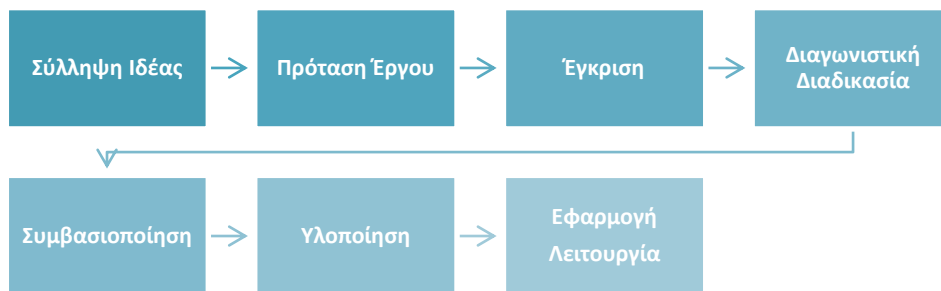 Σύλληψη Ιδέας
Πρόταση Έργου
Έγκριση
Διαγωνιστική
Διαδικασία
Συμβασιοποίηση
Υλοποίηση
Εφαρμογή
Λειτουργία